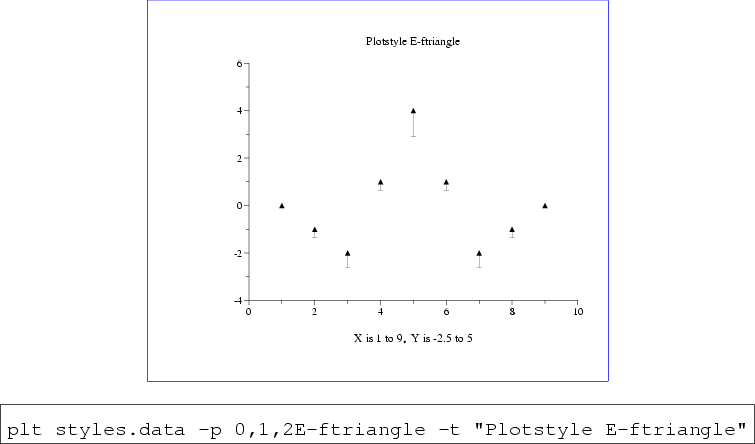 Plotstyle E-ftriangle
6
4
2
0
-2
-4
0 2 4 6 8 10
X is 1 to 9, Y is -2.5 to 5
plt styles.data -p 0,1,2E-ftriangle -t "Plotstyle E-ftriangle"